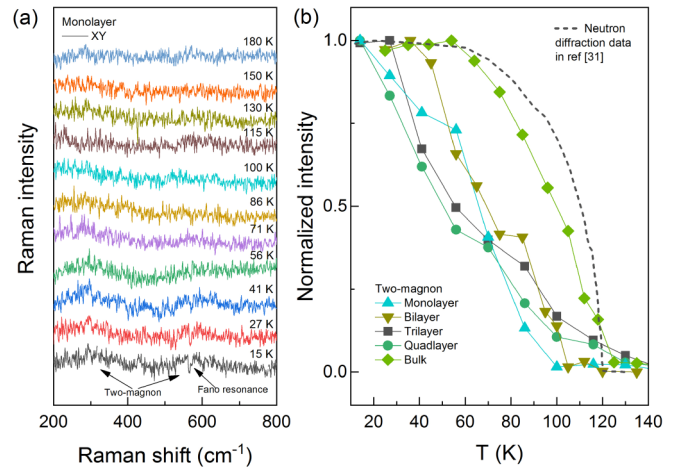 (a)
Monolayer
XY
180 K
150 K
130 K
115 K
100 K
86 K
71 K
56 K
41 K
27 K
15 K
Two-magnon
Fano resonance
200
400
600
800
Raman shift (cm-1)
Raman intensity
(b)
Neutron
diffraction data
in ref [31]
Two-magnon
Monolayer
Bilayer
Trilayer
Quadlayer
Bulk
1.0
0.5
0.0
20
40
60
80
100
120
140
T (K)
Normalized intensity